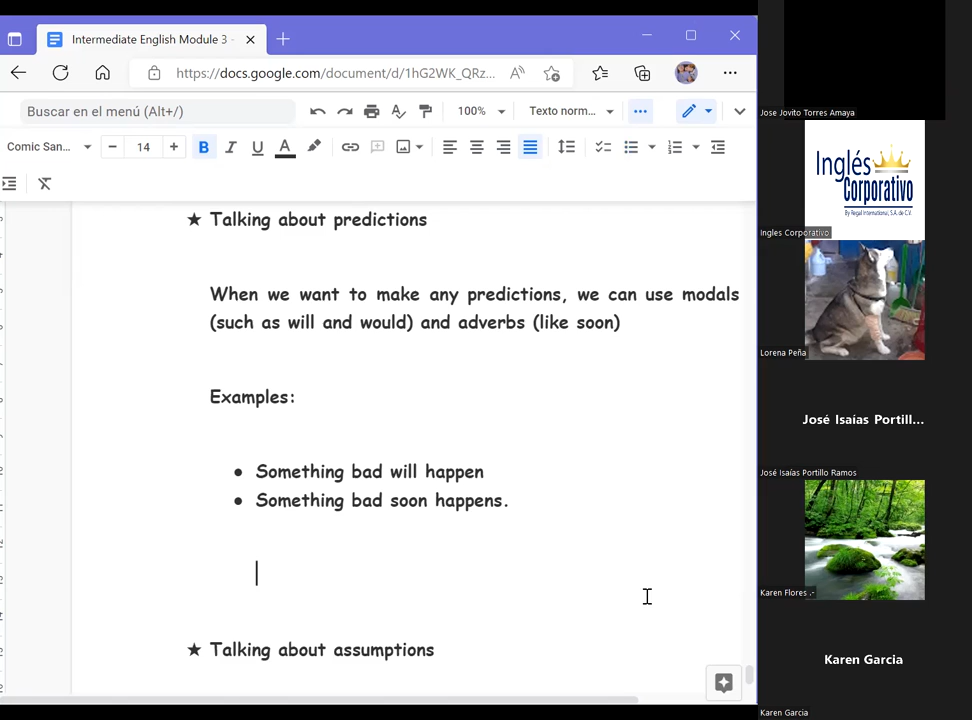 Intermediate English Module 3 -
https://docs.google.com/document/d/1hG2WK_QRz...
Buscar en el menú (Alt+/)
100%
Texto norm...
Comic San...
14
★ Talking about predictions
When we want to make any predictions, we can use modals
(such as will and would) and adverbs (like soon)
Examples:
● Something bad will happen
● Something bad soon happens.
★ Talking about assumptions
Jose Jovito Torres Amaya
Inglés
Corporativo
By Regal International, S.A. de C.V.
Ingles Corporativo
Lorena Peña
José Isaías Portill...
José Isaías Portillo Ramos
Karen Flores .-
Karen Garcia
Karen Garcia